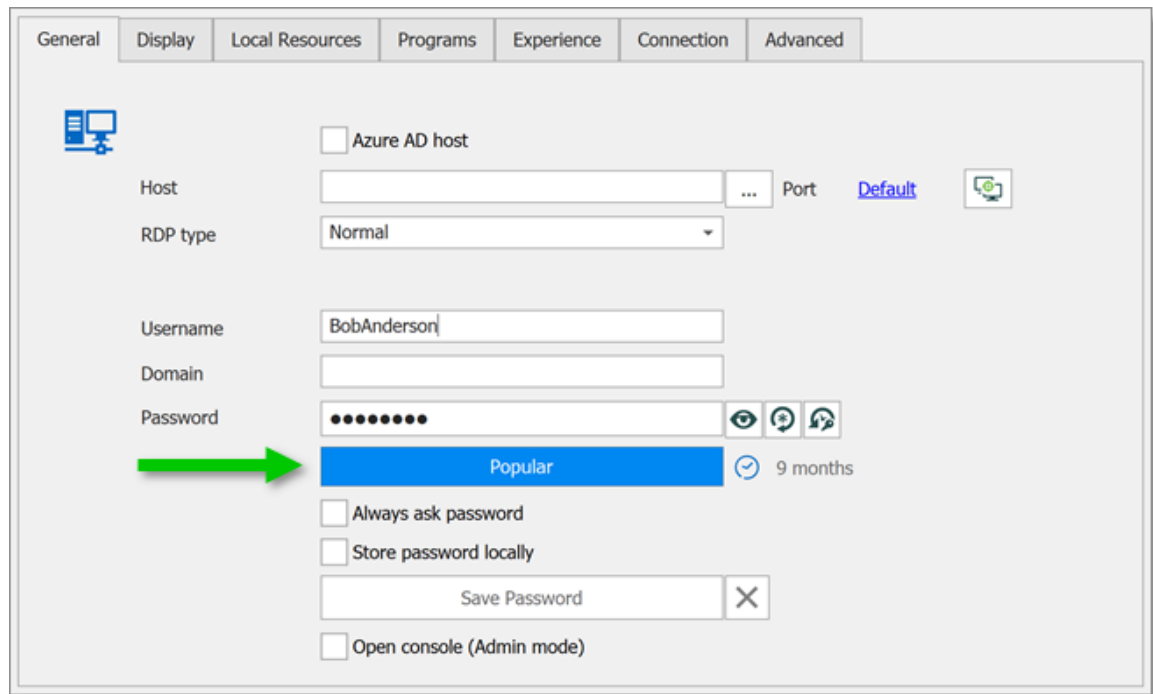 General Display Local Resources Programs Experience Connection Advanced
Azure AD host
Host ... Port Default
RDP type Normal
Username BobAnderson
Domain
Password ●●●●●●●●
Popular 9 months
Always ask password
Store password locally
Save Password
Open console (Admin mode)